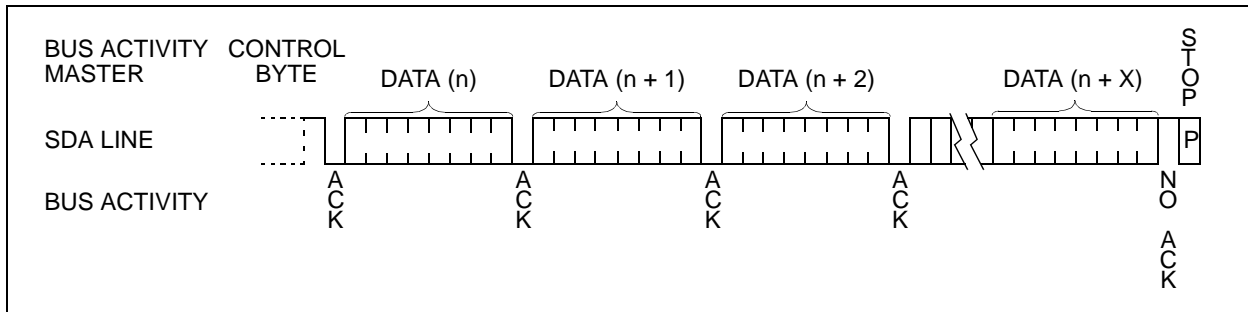 BUS ACTIVITY
MASTER
CONTROL
BYTE
DATA (n)
DATA (n + 1)
DATA (n + 2)
DATA (n + X)
STOP
SDA LINE
P
BUS ACTIVITY
ACK
ACK
ACK
ACK
NO ACK